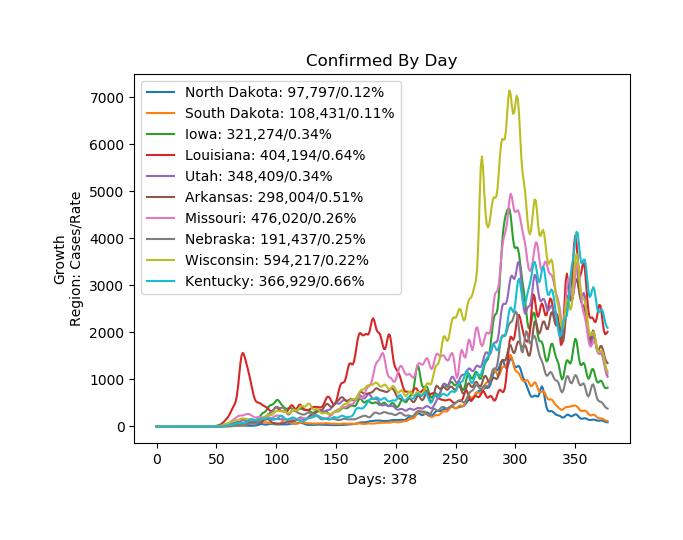 Confirmed By Day
Growth
Region: Cases/Rate
7000
6000
5000
4000
3000
2000
1000
0
North Dakota: 97,797/0.12%
South Dakota: 108,431/0.11%
Iowa: 321,274/0.34%
Louisiana: 404,194/0.64%
Utah: 348,409/0.34%
Arkansas: 298,004/0.51%
Missouri: 476,020/0.26%
Nebraska: 191,437/0.25%
Wisconsin: 594,217/0.22%
Kentucky: 366,929/0.66%
0 50 100 150 200 250 300 350
Days: 378